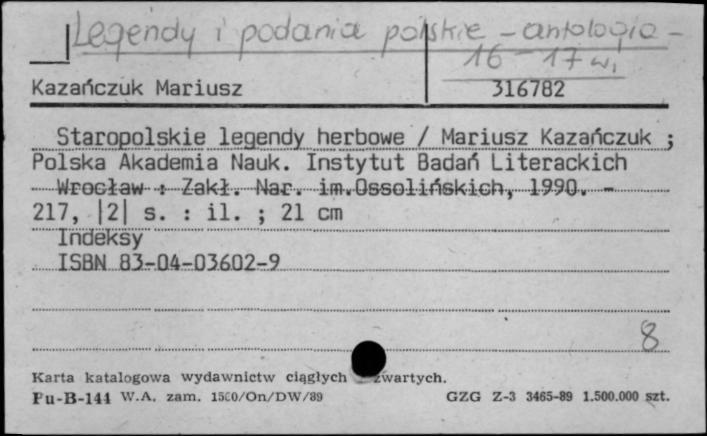 Legendy i podania polskie - antologia -
16-17 w.
Kazańczuk Mariusz
316782
Staropolskie legendy herbowe / Mariusz Kazańczuk ;
Polska Akademia Nauk. Instytut Badań Literackich
Wrocław : Zakł. Nar. im.Ossolińskich, 1990. -
217, |2| s. : il. ; 21 cm
Indeksy
ISBN 83-04-03602-9
8
Karta katalogowa wydawnictw ciągłych zwartych.
Pu-B-144 W.A. zam. 1500/On/DW/89 GZG Z-3 3465-89 1.500.000 szt.